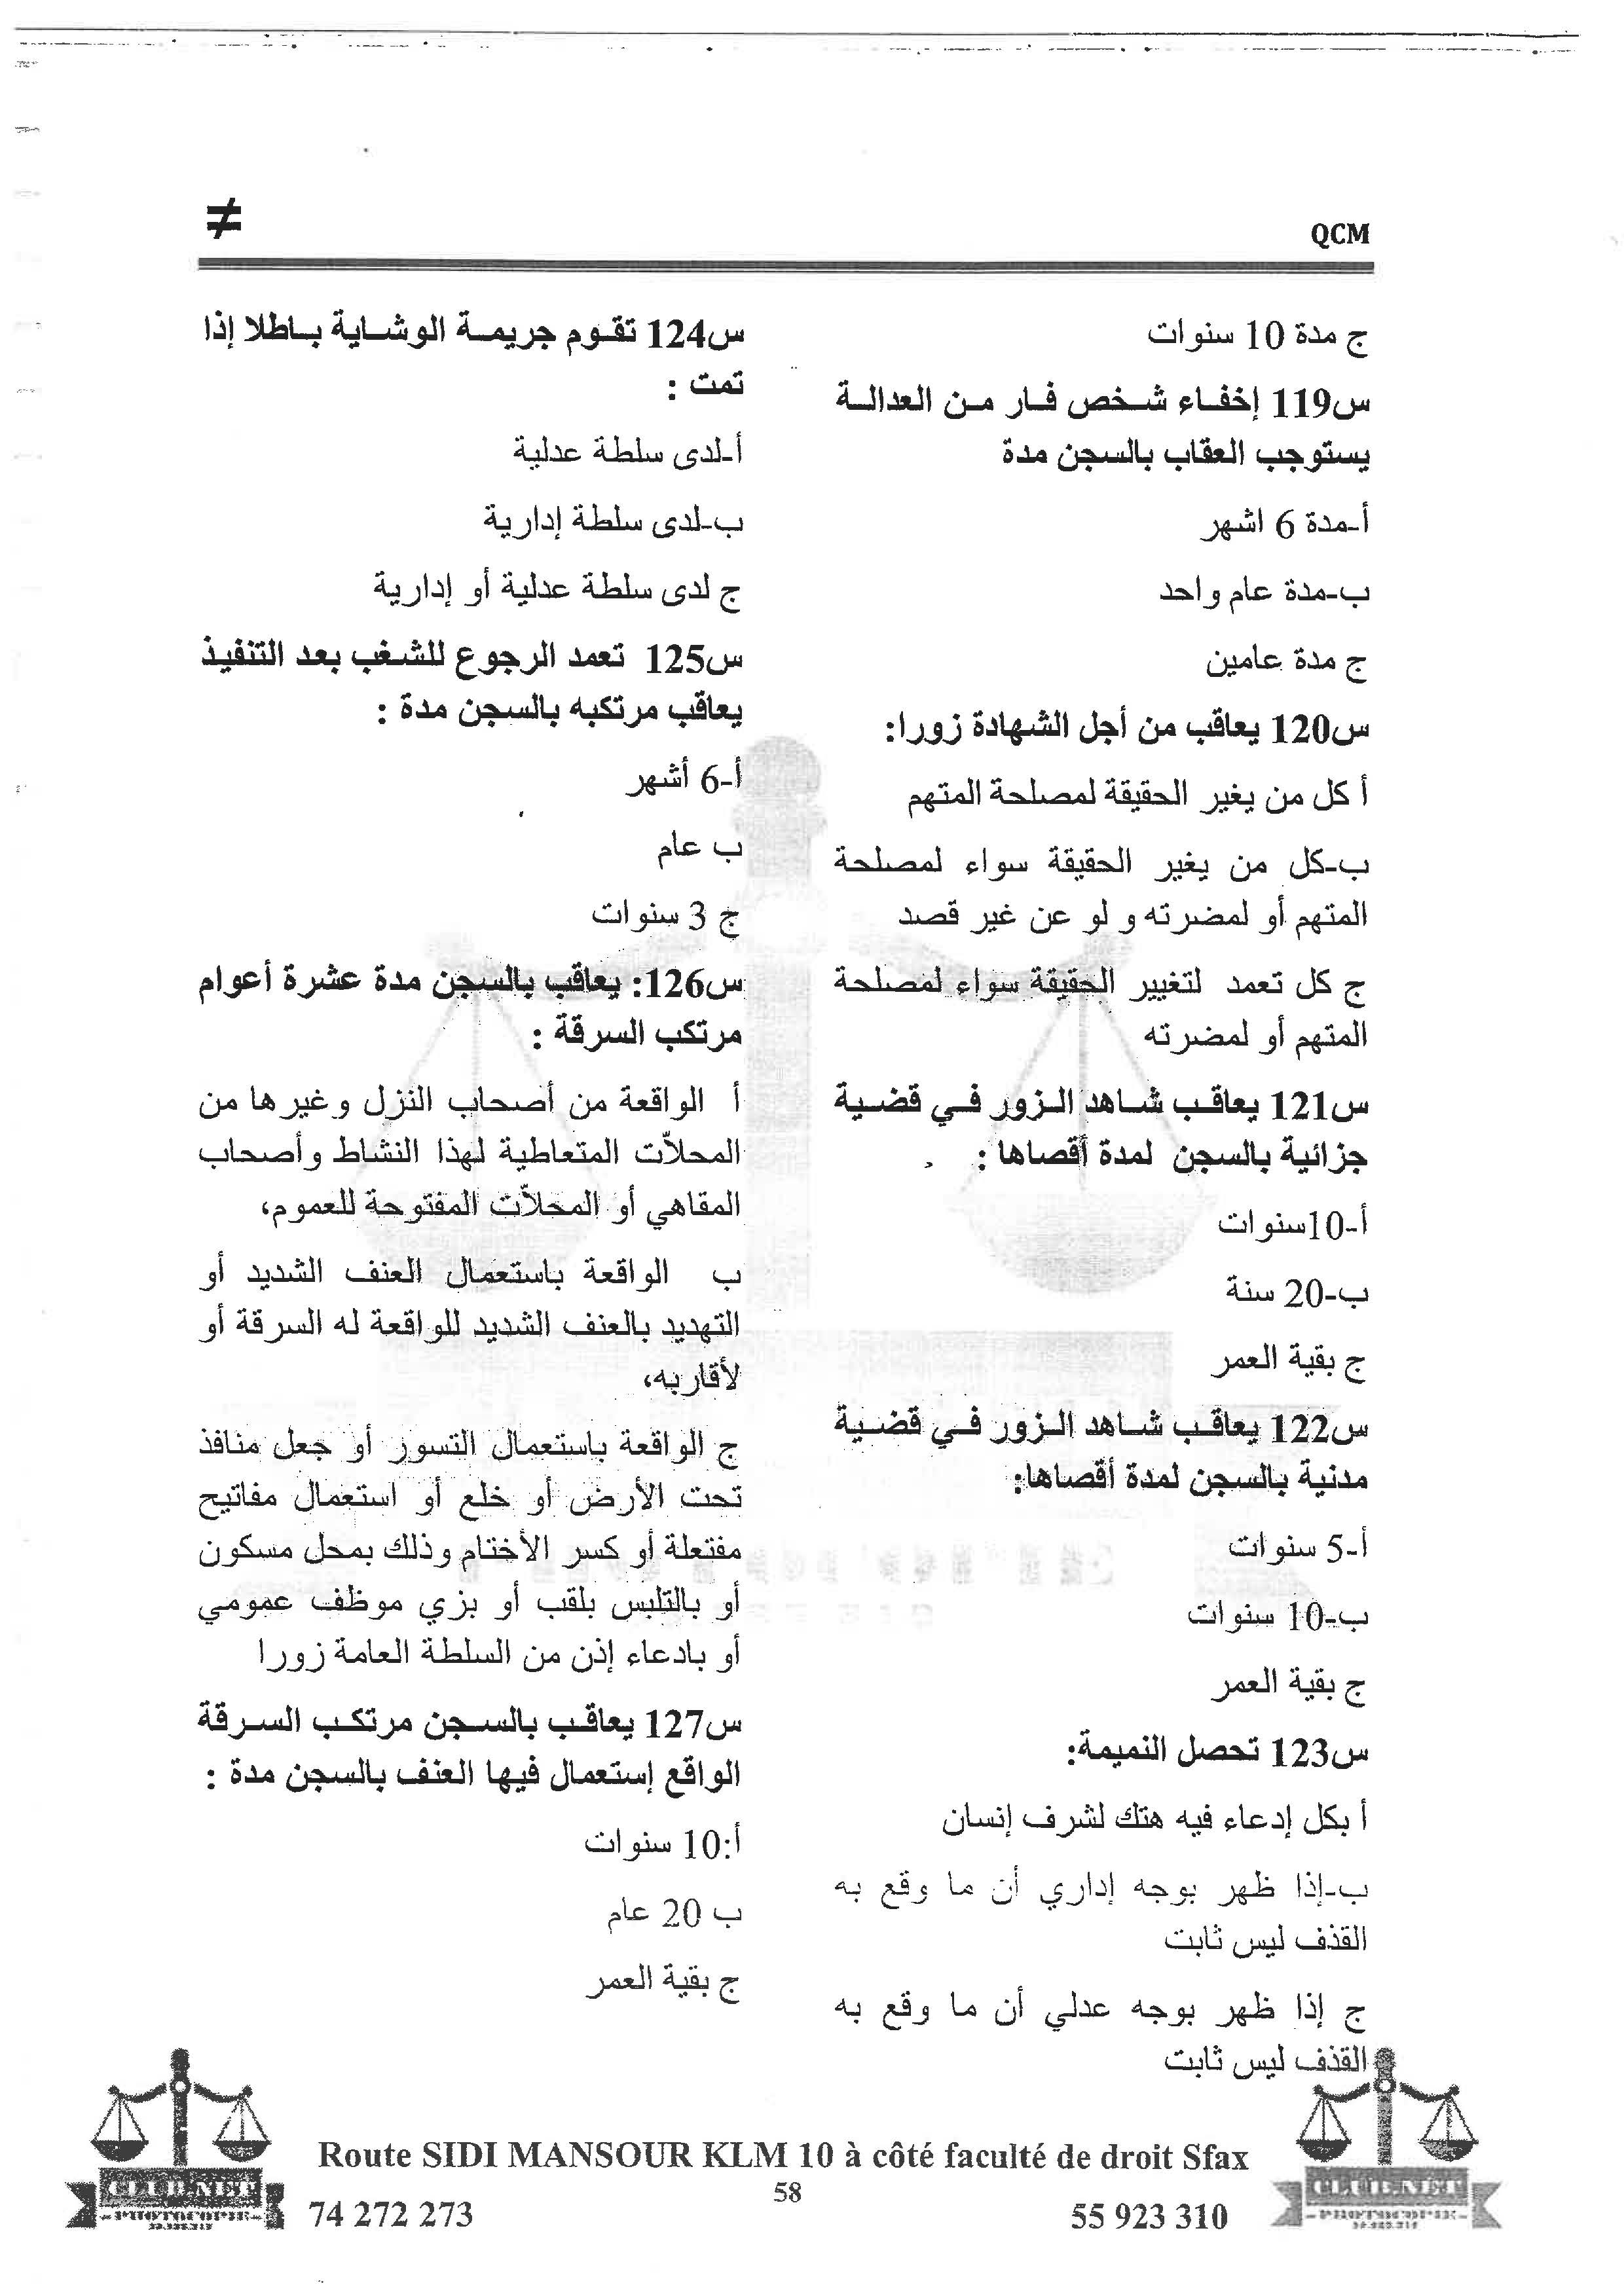 ≠
QCM
ج مدة 10 سنوات
س119 إخفاء شخص فار من العدالة
يستوجب العقاب بالسجن مدة
أ-مدة 6 اشهر
ب-مدة عام واحد
ج مدة عامين
س120 يعاقب من أجل الشهادة زورا:
أ كل من يغير الحقيقة لمصلحة المتهم
ب-كل من يغير الحقيقة سواء لمصلحة
المتهم أو لمضرته و لو عن غير قصد
ج كل تعمد لتغيير الحقيقة سواء لمصلحة
المتهم أو لمضرته
س121 يعاقب شاهد الزور في قضية
جزائية بالسجن لمدة أقصاها :
أ-10سنوات
ب-20 سنة
ج بقية العمر
س122 يعاقب شاهد الزور في قضية
مدنية بالسجن لمدة أقصاها:
أ-5 سنوات
ب-10 سنوات
ج بقية العمر
س123 تحصل النميمة:
أ بكل إدعاء فيه هتك لشرف إنسان
ب-إذا ظهر بوجه إداري أن ما وقع به
القذف ليس ثابت
ج إذا ظهر بوجه عدلي أن ما وقع به
القذف ليس ثابت
س124 تقوم جريمة الوشاية باطلا إذا
تمت :
أ-لدى سلطة عدلية
ب-لدى سلطة إدارية
ج لدى سلطة عدلية أو إدارية
س125 تعمد الرجوع للشغب بعد التنفيذ
يعاقب مرتكبه بالسجن مدة :
أ-6 أشهر
ب عام
ج 3 سنوات
س126: يعاقب بالسجن مدة عشرة أعوام
مرتكب السرقة :
أ الواقعة من أصحاب النزل وغيرها من
المحلاّت المتعاطية لهذا النشاط وأصحاب
المقاهي أو المحلاّت المفتوحة للعموم،
ب الواقعة باستعمال العنف الشديد أو
التهديد بالعنف الشديد للواقعة له السرقة أو
لأقاربه،
ج الواقعة باستعمال التسور أو جعل منافذ
تحت الأرض أو خلع أو استعمال مفاتيح
مفتعلة أو كسر الأختام وذلك بمحل مسكون
أو بالتلبس بلقب أو بزي موظف عمومي
أو بادعاء إذن من السلطة العامة زورا
س127 يعاقب بالسجن مرتكب السرقة
الواقع إستعمال فيها العنف بالسجن مدة :
أ:10 سنوات
ب 20 عام
ج بقية العمر
Route SIDI MANSOUR KLM 10 à côté faculté de droit Sfax
58
74 272 273
55 923 310
CLUB.NET
-PHOTOCOPIE-
CLUB.NET
-PHOTOCOPIE-